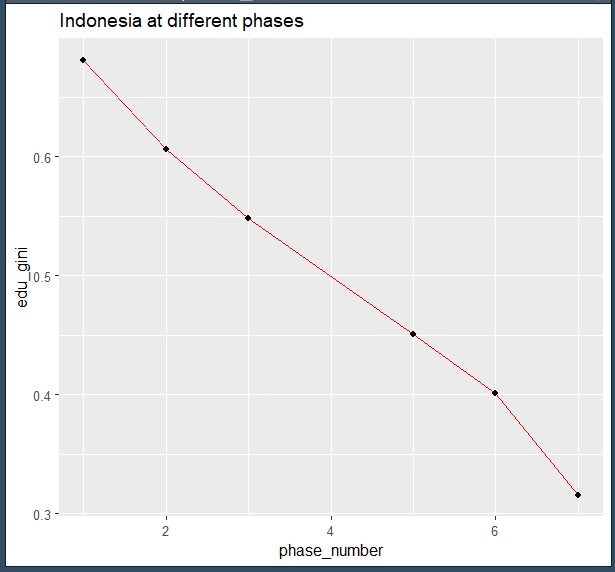 Indonesia at different phases
0.6
0.5
0.4
0.3
edu_gini
2 4 6
phase_number